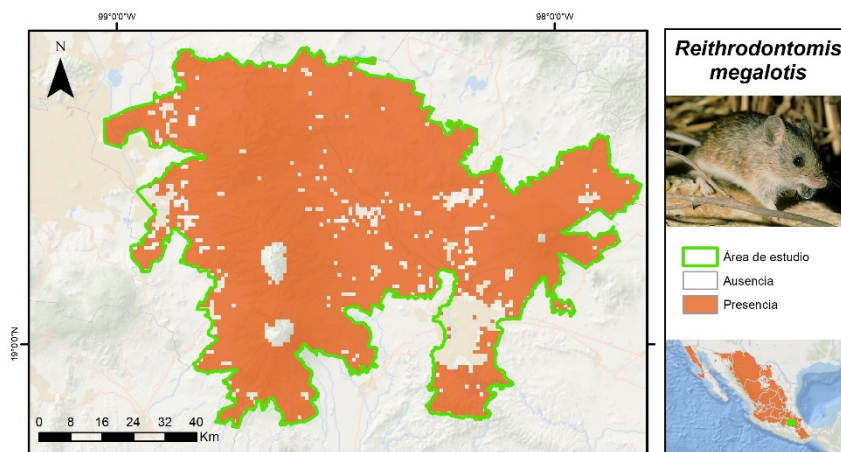 99°0'0"W
98°0'0"W
N
19°0'0"N
0 4 8 16 24 32 40
Km
Reithrodontomis
megalotis
Área de estudio
Ausencia
Presencia